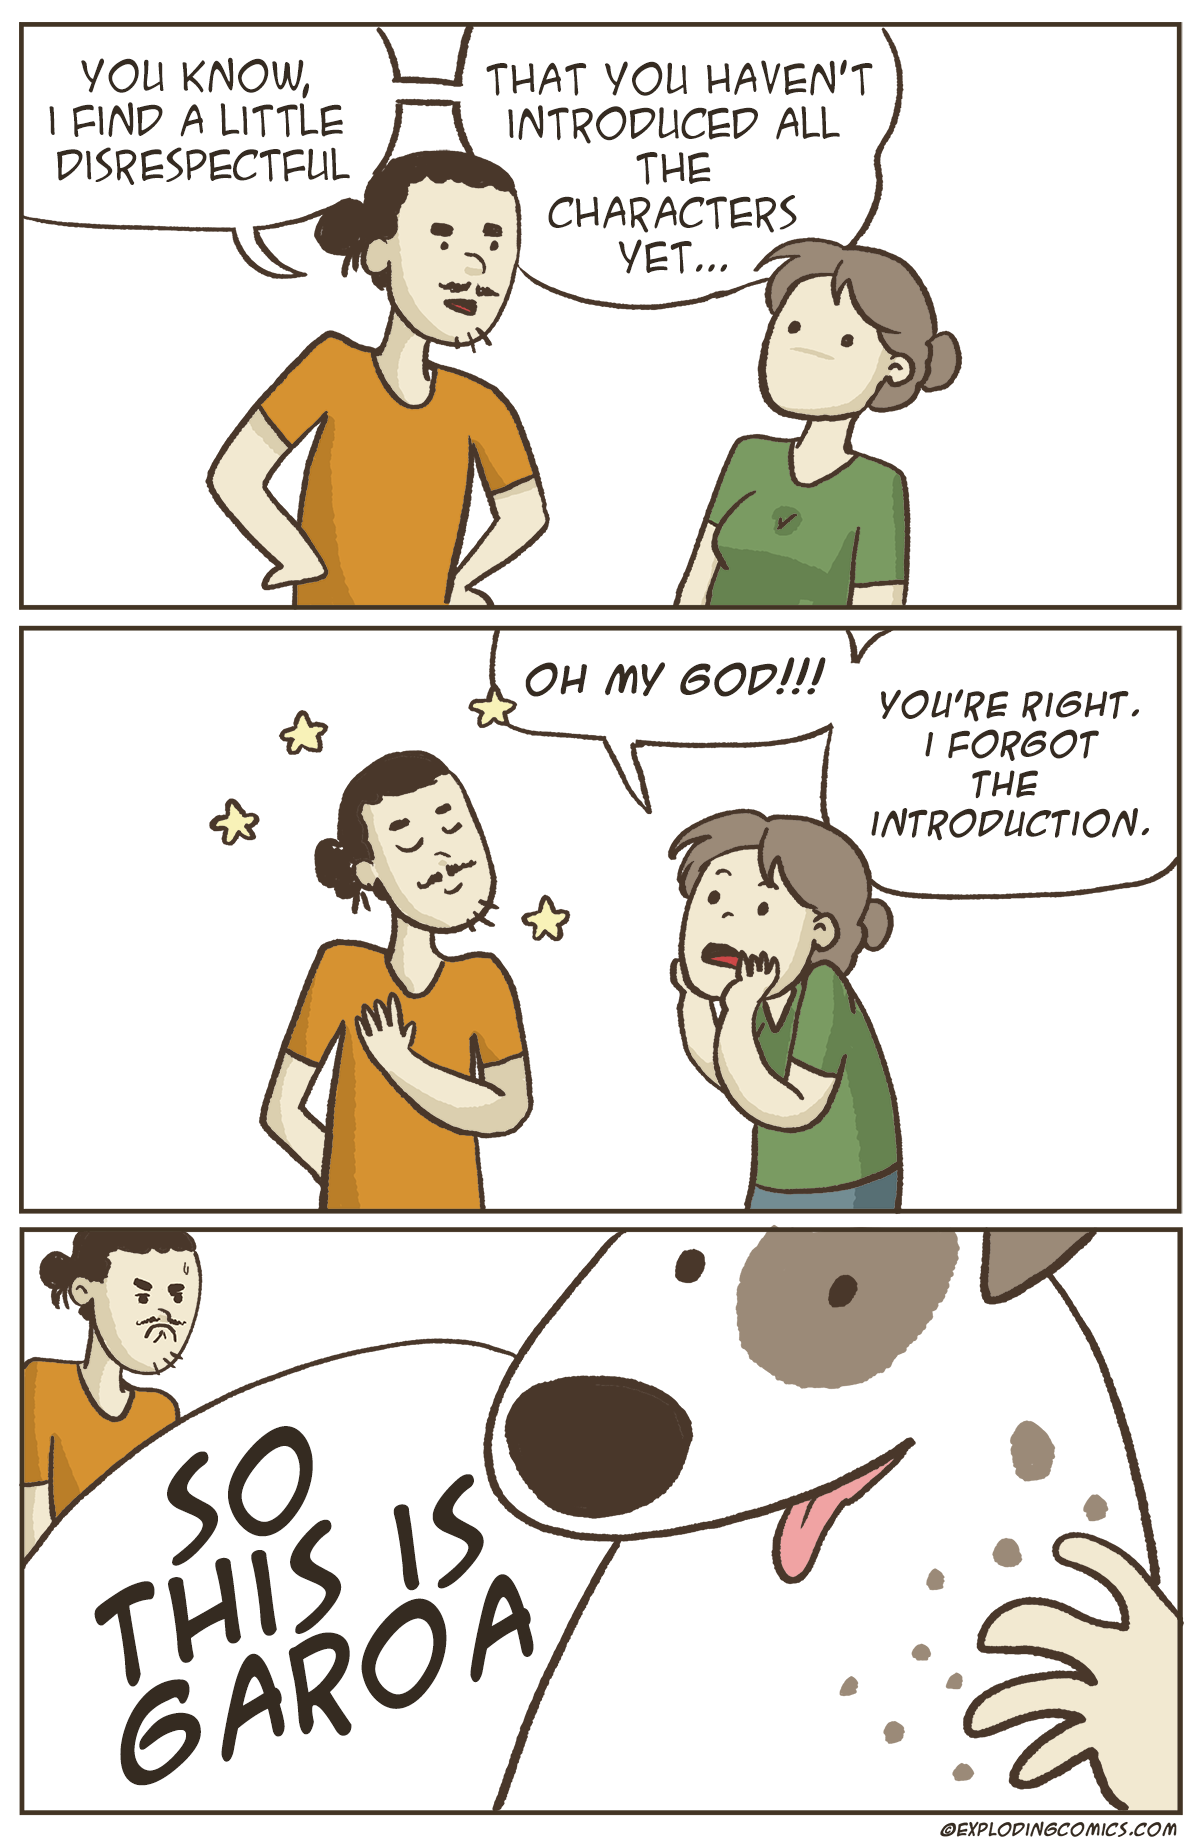 YOU KNOW,
I FIND A LITTLE
DISRESPECTFUL
THAT YOU HAVEN'T
INTRODUCED ALL
THE
CHARACTERS
YET...
OH MY GOD!!!
YOU'RE RIGHT.
I FORGOT
THE
INTRODUCTION.
SO
THIS IS
GAROA
©EXPLODINGCOMICS.COM